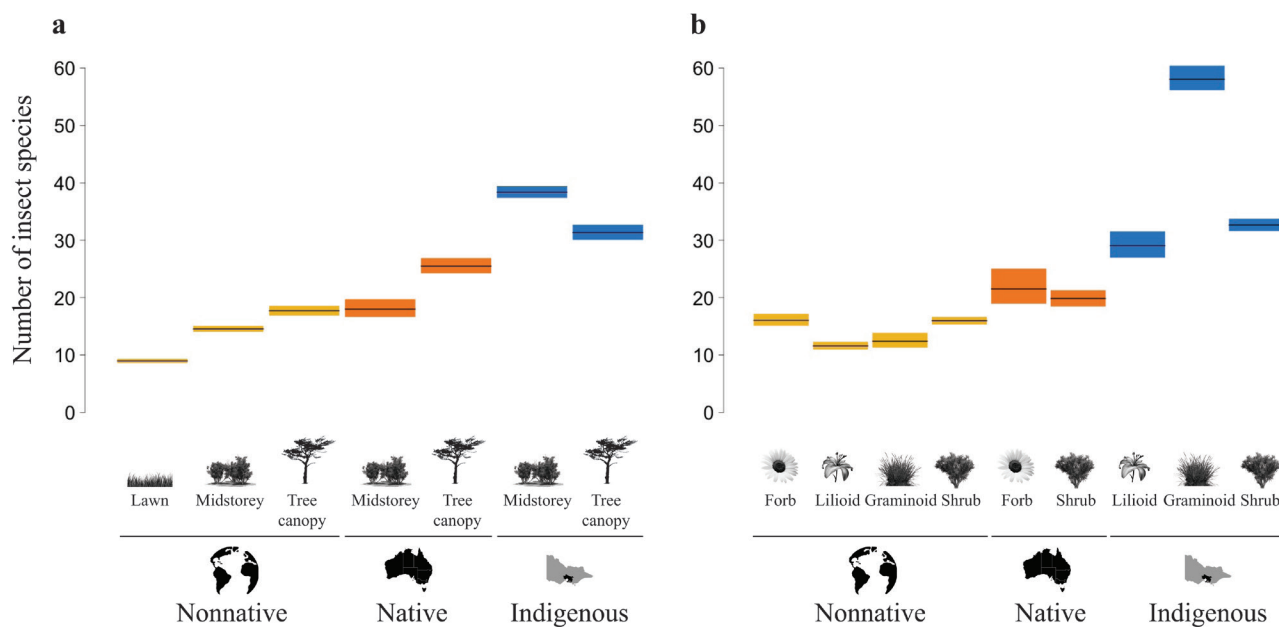 a
Number of insect species
60
50
40
30
20
10
0
Lawn
Midstorey
Tree
canopy
Midstorey
Tree
canopy
Midstorey
Tree
canopy
Nonnative
Native
Indigenous
b
60
50
40
30
20
10
0
Forb
Lilioid
Graminoid
Shrub
Forb
Shrub
Lilioid
Graminoid
Shrub
Nonnative
Native
Indigenous